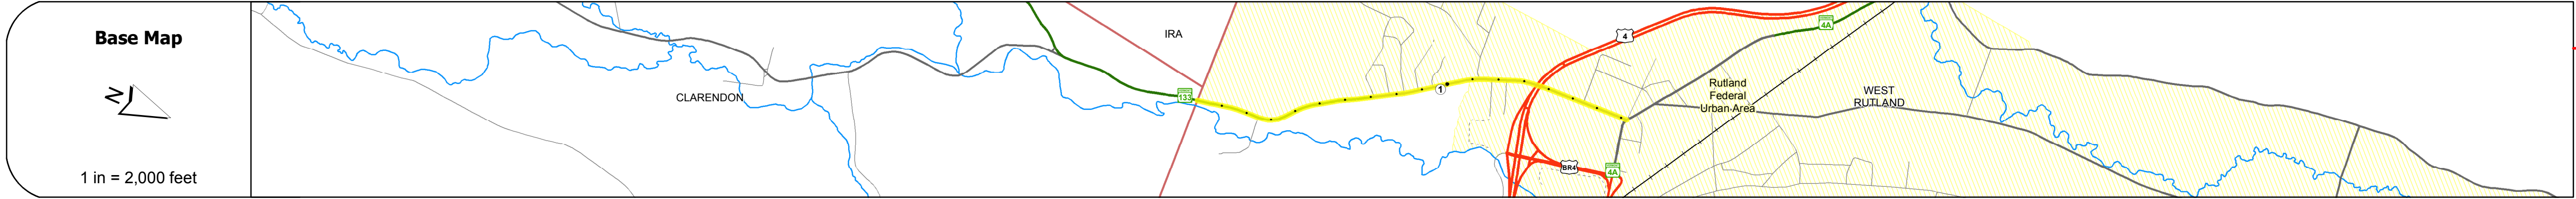 Base Map
N
1 in = 2,000 feet
CLARENDON
133
IRA
1
4
BR4
4A
4A
Rutland
Federal
Urban Area
WEST
RUTLAND